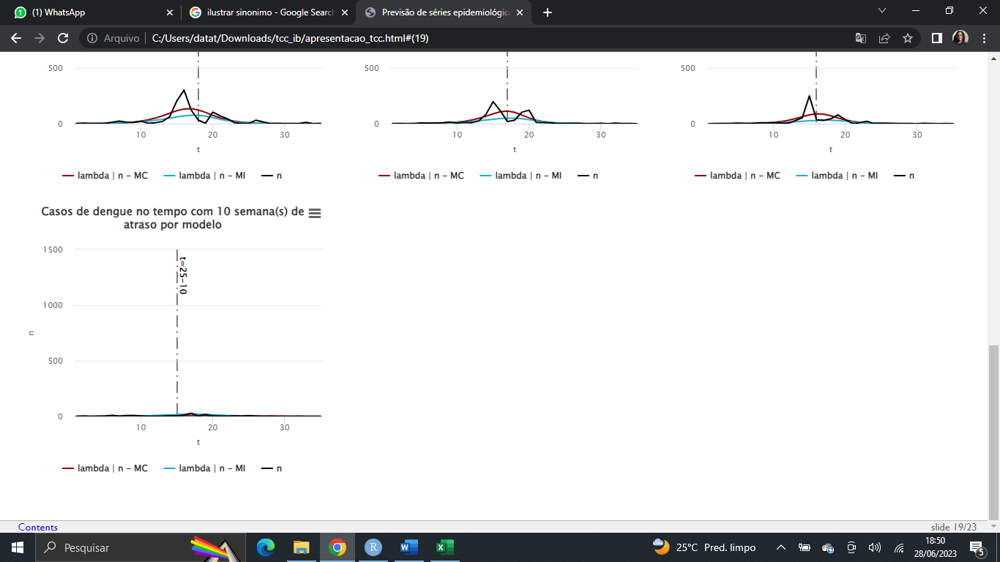 (1) WhatsApp
ilustrar sinonimo - Google Search
Previsão de séries epidemiológica
Arquivo
C:/Users/datat/Downloads/tcc_ib/apresentacao_tcc.html#(19)
500
0
10 20 30
t
lambda | n - MC lambda | n - MI n
500
0
10 20 30
t
lambda | n - MC lambda | n - MI n
500
0
10 20 30
t
lambda | n - MC lambda | n - MI n
Casos de dengue no tempo com 10 semana(s) de
atraso por modelo
1500
1000
500
0
n
t=25-10
10 20 30
t
lambda | n - MC lambda | n - MI n
Contents
slide 19/23
Pesquisar
R
25°C Pred. limpo
18:50
28/06/2023
5